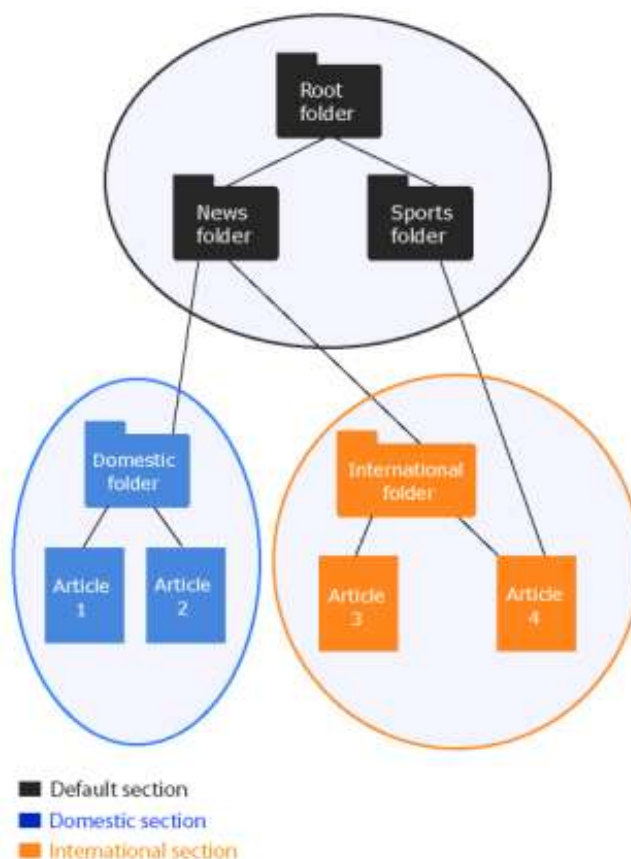 Root
folder
News
folder
Sports
folder
Domestic
folder
International
folder
Article
1
Article
2
Article
3
Article
4
Default section
Domestic section
International section